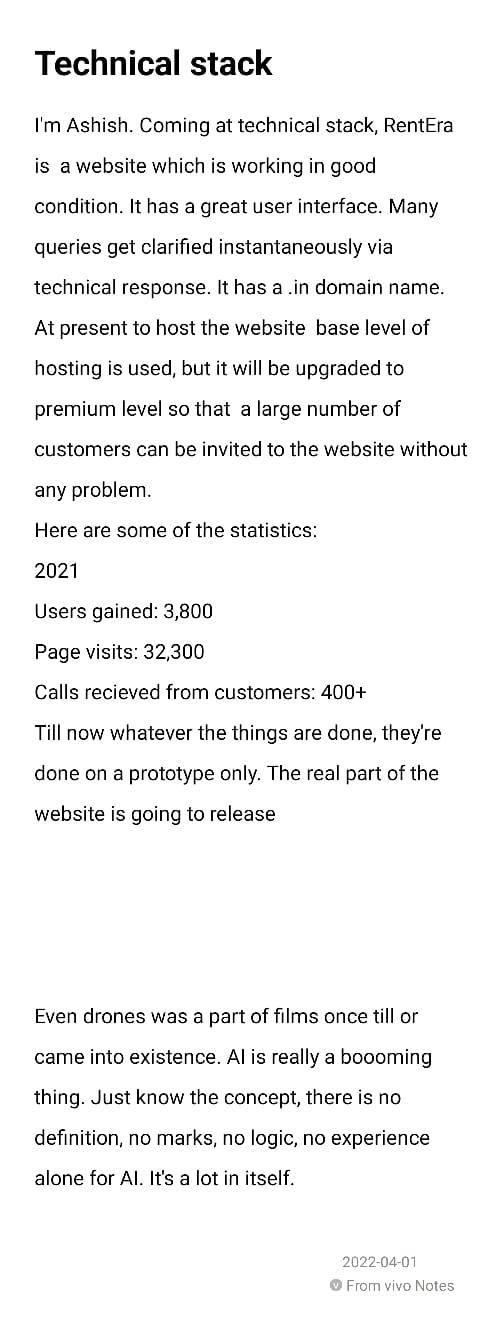 Technical stack
I'm Ashish. Coming at technical stack, RentEra
is  a website which is working in good
condition. It has a great user interface. Many
queries get clarified instantaneously via
technical response. It has a .in domain name.
At present to host the website  base level of
hosting is used, but it will be upgraded to
premium level so that  a large number of
customers can be invited to the website without
any problem.
Here are some of the statistics:
2021
Users gained: 3,800
Page visits: 32,300
Calls recieved from customers: 400+
Till now whatever the things are done, they're
done on a prototype only. The real part of the
website is going to release
Even drones was a part of films once till or
came into existence. AI is really a boooming
thing. Just know the concept, there is no
definition, no marks, no logic, no experience
alone for AI. It's a lot in itself.
2022-04-01
From vivo Notes